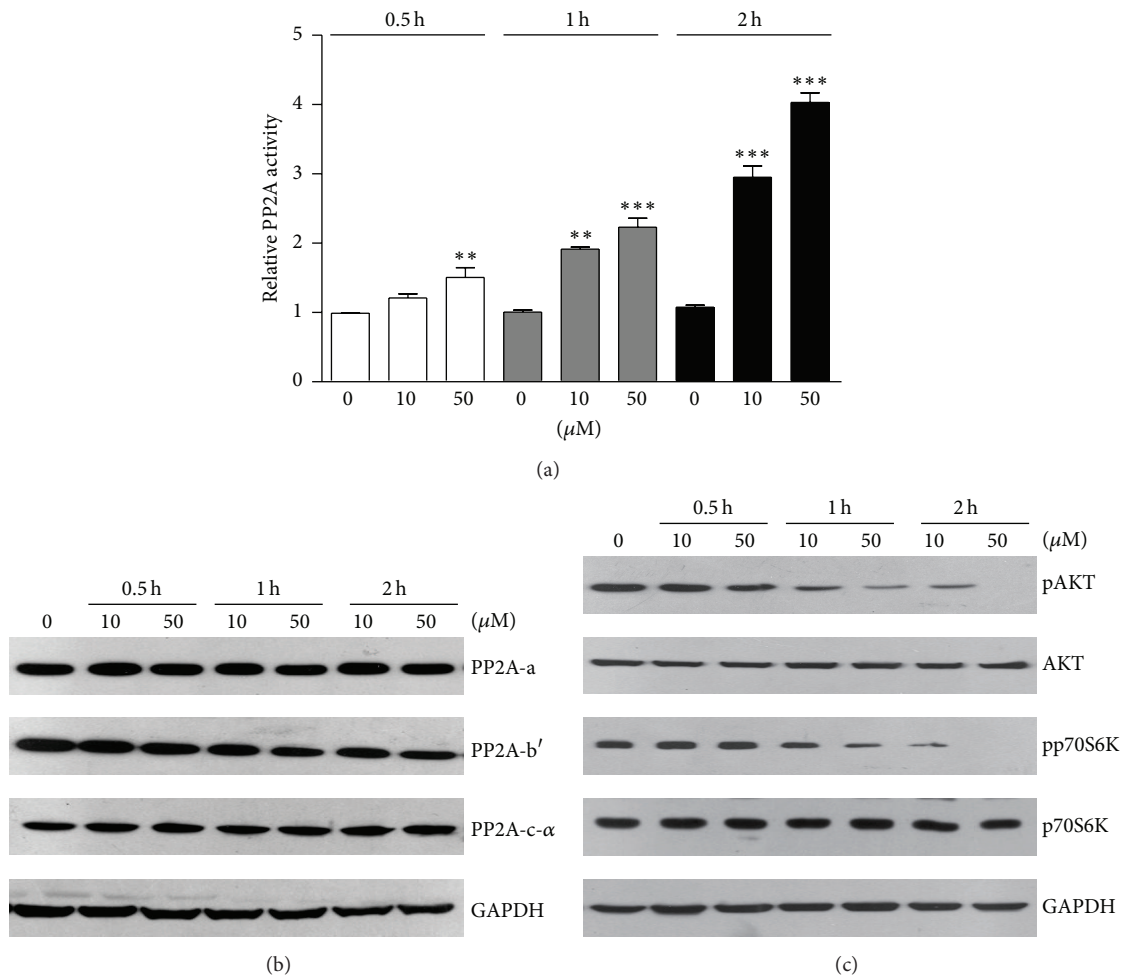 0.5 h 1 h 2 h
5
4
3
2
1
0
Relative PP2A activity
** ** *** *** ***
0 10 50 0 10 50 0 10 50
(μM)
(a)
0.5 h 1 h 2 h
0 10 50 10 50 10 50 (μM)
PP2A-a
PP2A-b′
PP2A-c-α
GAPDH
(b)
0.5 h 1 h 2 h
0 10 50 10 50 10 50 (μM)
pAKT
AKT
pp70S6K
p70S6K
GAPDH
(c)